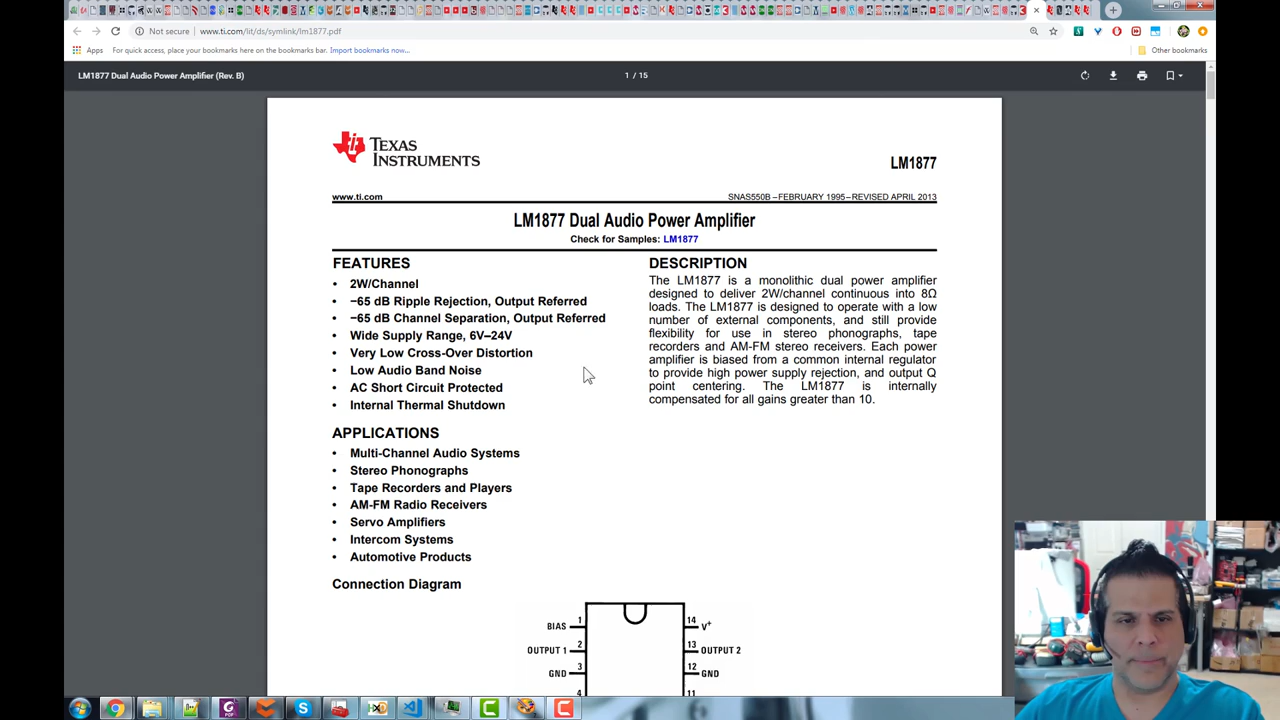 Not secure | www.ti.com/lit/ds/symlink/lm1877.pdf
Apps For quick access, place your bookmarks here on the bookmarks bar. Import bookmarks now... Other bookmarks
LM1877 Dual Audio Power Amplifier (Rev. B) 1 / 15
TEXAS
INSTRUMENTS
LM1877
www.ti.com SNAS550B –FEBRUARY 1995–REVISED APRIL 2013
LM1877 Dual Audio Power Amplifier
Check for Samples: LM1877
FEATURES
• 2W/Channel
• −65 dB Ripple Rejection, Output Referred
• −65 dB Channel Separation, Output Referred
• Wide Supply Range, 6V–24V
• Very Low Cross-Over Distortion
• Low Audio Band Noise
• AC Short Circuit Protected
• Internal Thermal Shutdown
APPLICATIONS
• Multi-Channel Audio Systems
• Stereo Phonographs
• Tape Recorders and Players
• AM-FM Radio Receivers
• Servo Amplifiers
• Intercom Systems
• Automotive Products
DESCRIPTION
The LM1877 is a monolithic dual power amplifier
designed to deliver 2W/channel continuous into 8Ω
loads. The LM1877 is designed to operate with a low
number of external components, and still provide
flexibility for use in stereo phonographs, tape
recorders and AM-FM stereo receivers. Each power
amplifier is biased from a common internal regulator
to provide high power supply rejection, and output Q
point centering. The LM1877 is internally
compensated for all gains greater than 10.
Connection Diagram
BIAS 1 14 V+
OUTPUT 1 2 13 OUTPUT 2
GND 3 12 GND
4 11